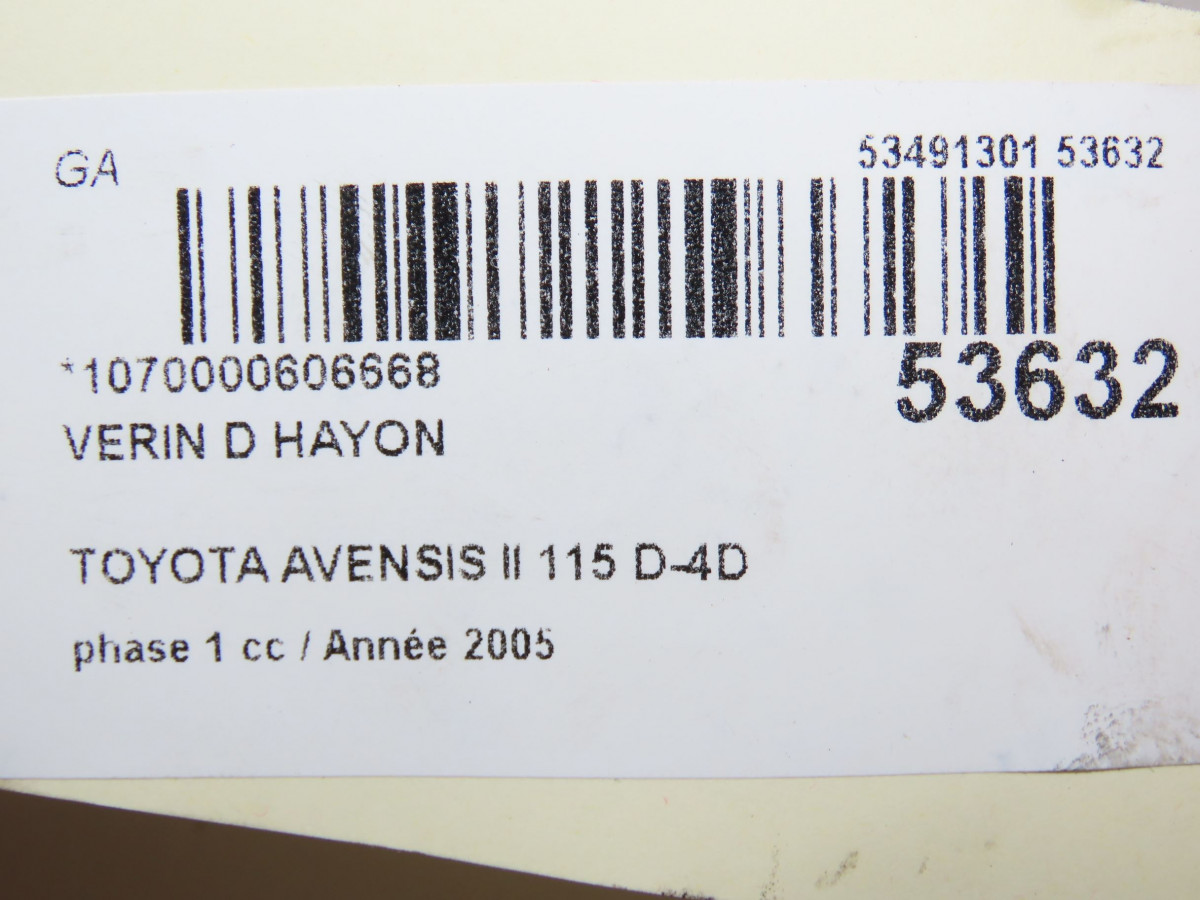 GA
53491301 53632
*1070000606668
53632
VERIN D HAYON
TOYOTA AVENSIS II 115 D-4D
phase 1 cc / Année 2005